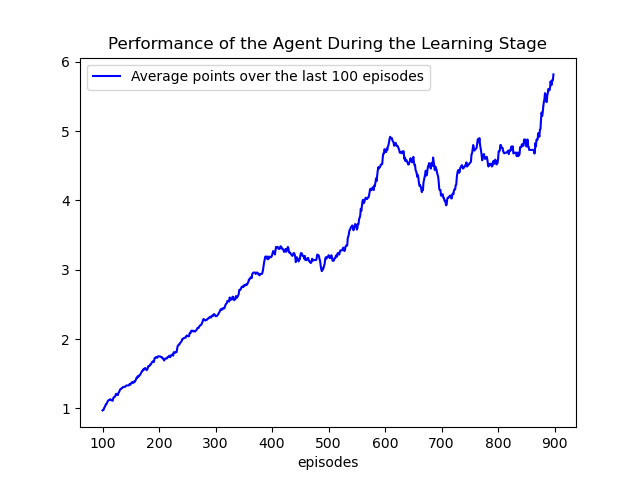 Performance of the Agent During the Learning Stage
Average points over the last 100 episodes
6
5
4
3
2
1
100 200 300 400 500 600 700 800 900
episodes